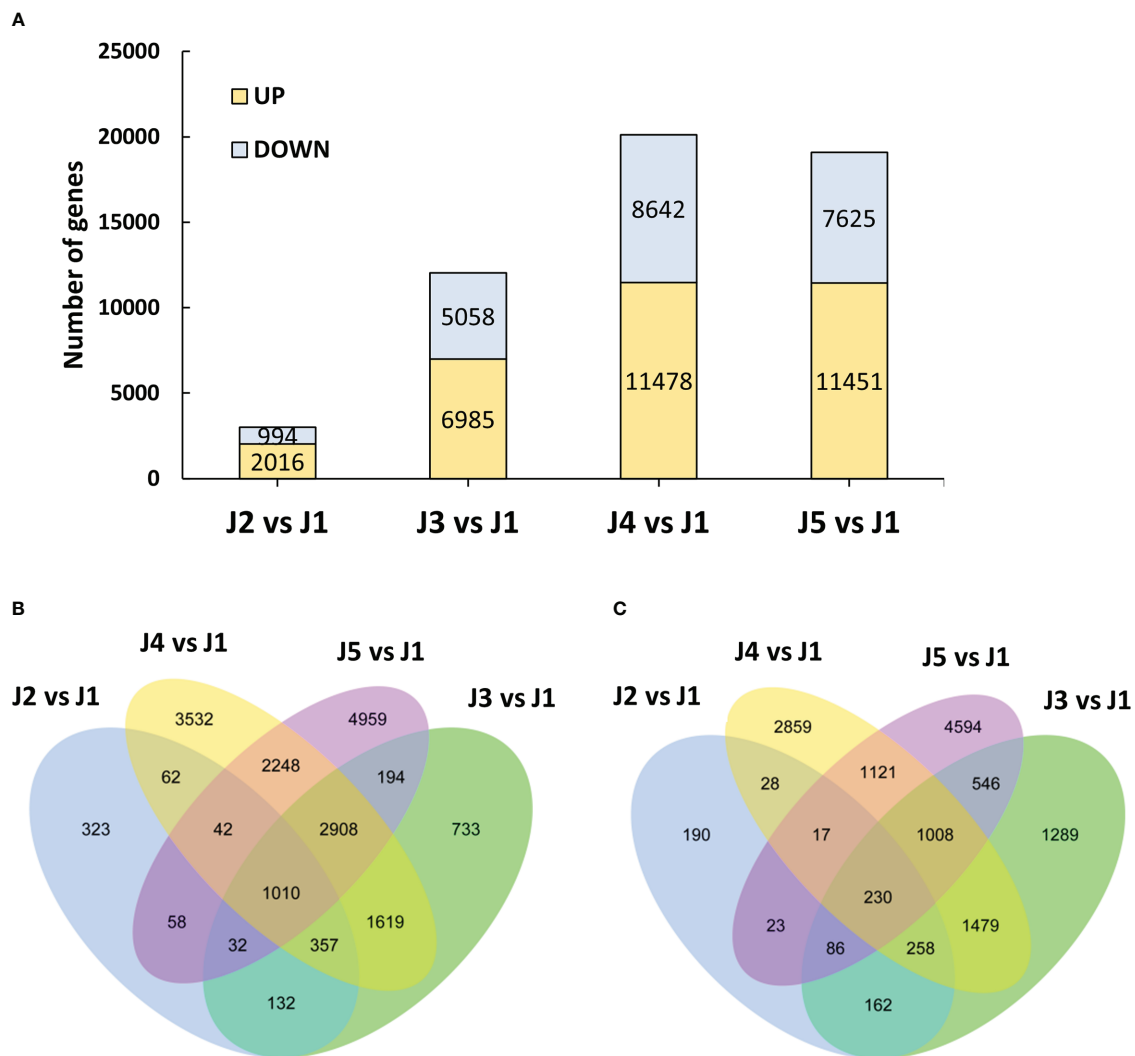 A
25000
20000
15000
10000
5000
0
Number of genes
UP
DOWN
994
2016
5058
6985
8642
11478
7625
11451
J2 vs J1
J3 vs J1
J4 vs J1
J5 vs J1
B
J4 vs J1
J5 vs J1
J2 vs J1
J3 vs J1
3532
4959
62
2248
194
323
42
2908
733
1010
58
32
357
1619
132
C
J4 vs J1
J5 vs J1
J2 vs J1
J3 vs J1
2859
4594
28
1121
546
190
17
1008
1289
230
23
86
258
1479
162